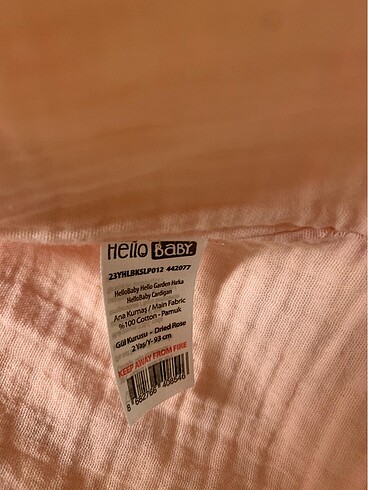 Hello BABY
23YHLBKSLP012 442077
HelloBaby Hello Garden Hırka
HelloBaby Cardigan
Ana Kumaş / Main Fabric
%100 Cotton - Pamuk
Gül Kurusu - Dried Rose
2 Yaş/Y- 93 cm
KEEP AWAY FROM FIRE